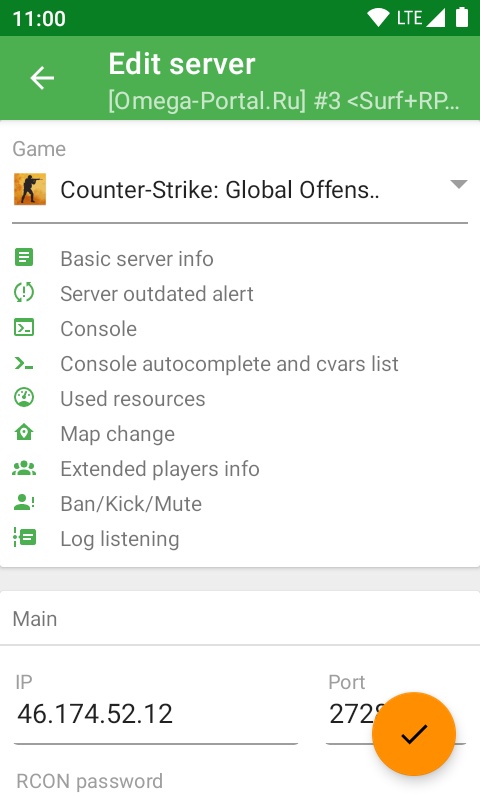 11:00
LTE
Edit server
[Omega-Portal.Ru] #3 <Surf+RP...
Game
Counter-Strike: Global Offens..
Basic server info
Server outdated alert
Console
Console autocomplete and cvars list
Used resources
Map change
Extended players info
Ban/Kick/Mute
Log listening
Main
IP
Port
46.174.52.12
RCON password